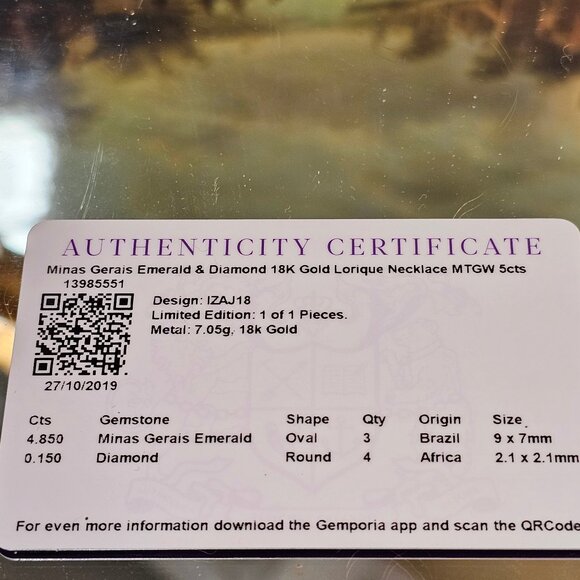 AUTHENTICITY CERTIFICATE
Minas Gerais Emerald & Diamond 18K Gold Lorique Necklace MTGW 5cts
13985551
Design: IZAJ18
Limited Edition: 1 of 1 Pieces.
Metal: 7.05g, 18k Gold
27/10/2019
Cts Gemstone Shape Qty Origin Size
4.850 Minas Gerais Emerald Oval 3 Brazil 9 x 7mm
0.150 Diamond Round 4 Africa 2.1 x 2.1mm
For even more information download the Gemporia app and scan the QRCode